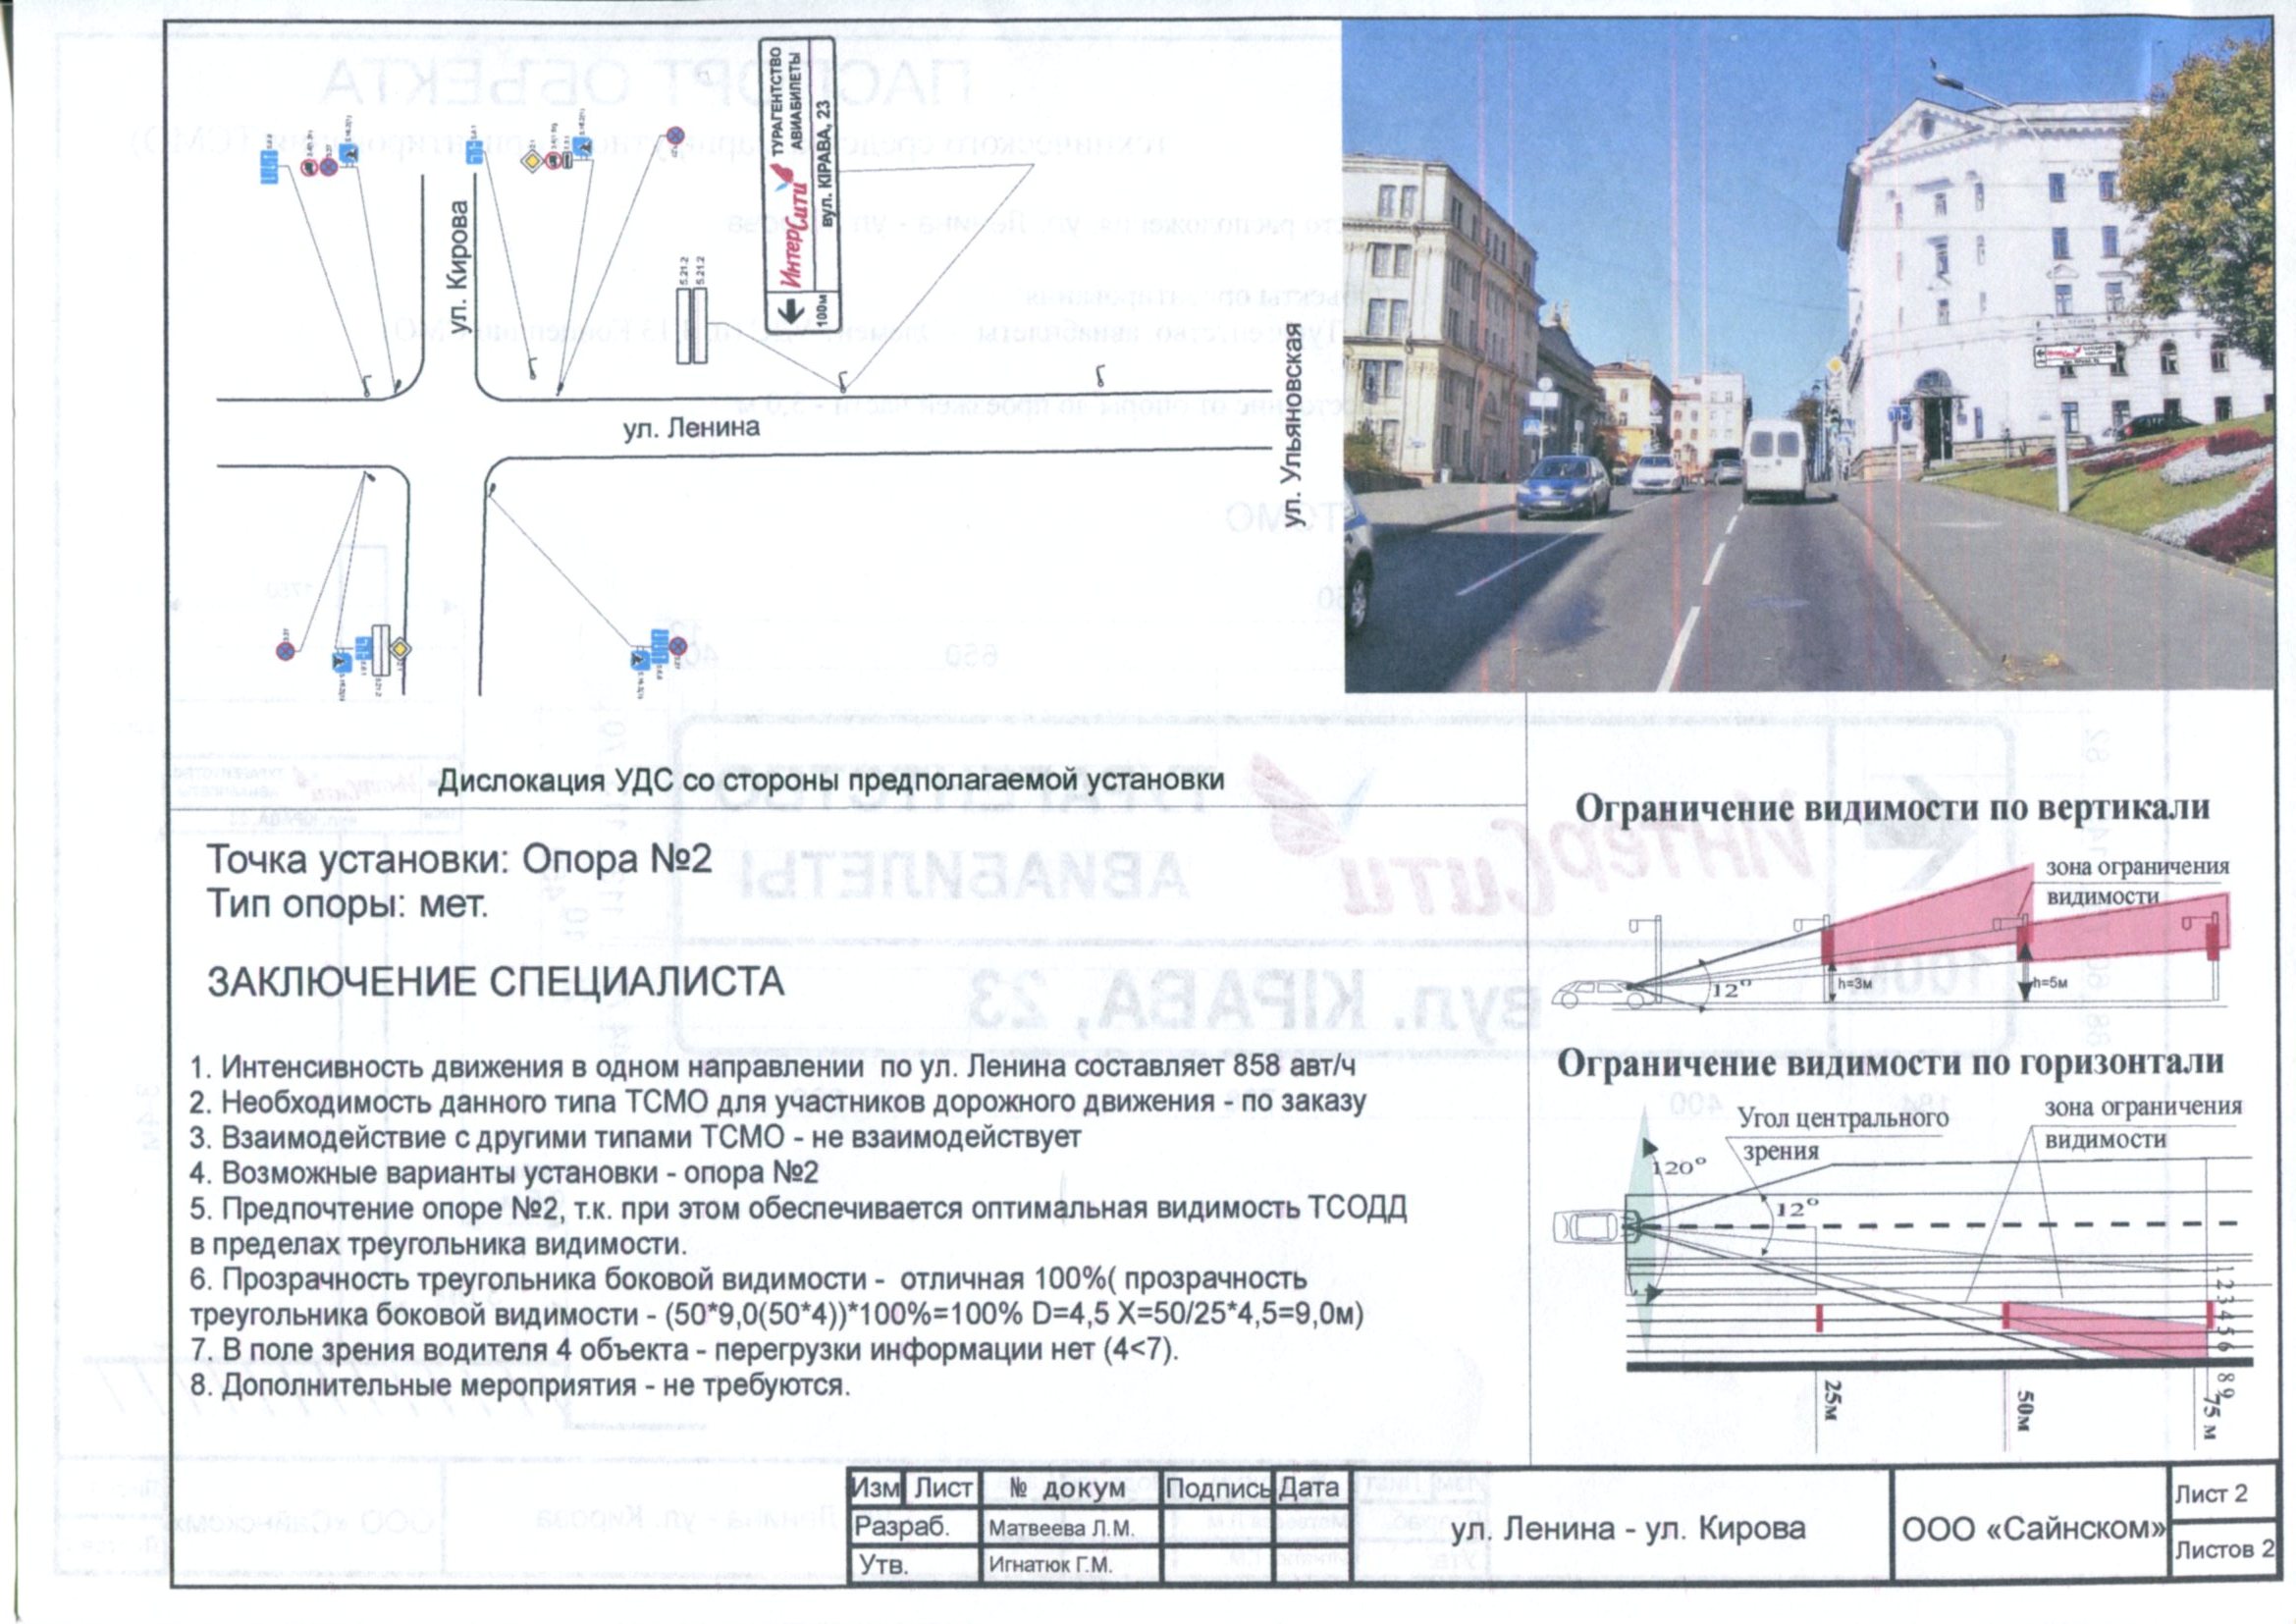 ул. Кирова
ИнтерСити
ТУРАГЕНТСТВО
АВИАБИЛЕТЫ
100м
вул. КІРАВА, 23
5.21.2
5.21.2
ул. Ленина
ул. Ульяновская
Дислокация УДС со стороны предполагаемой установки
Точка установки: Опора №2
Тип опоры: мет.
ЗАКЛЮЧЕНИЕ СПЕЦИАЛИСТА
1. Интенсивность движения в одном направлении по ул. Ленина составляет 858 авт/ч
2. Необходимость данного типа ТСМО для участников дорожного движения - по заказу
3. Взаимодействие с другими типами ТСМО - не взаимодействует
4. Возможные варианты установки - опора №2
5. Предпочтение опоре №2, т.к. при этом обеспечивается оптимальная видимость ТСОДД
в пределах треугольника видимости.
6. Прозрачность треугольника боковой видимости - отличная 100%( прозрачность
треугольника боковой видимости - (50*9,0(50*4))*100%=100% D=4,5 X=50/25*4,5=9,0м)
7. В поле зрения водителя 4 объекта - перегрузки информации нет (4<7).
8. Дополнительные мероприятия - не требуются.
Ограничение видимости по вертикали
зона ограничения
видимости
12°
h=3м
h=5м
Ограничение видимости по горизонтали
Угол центрального
зрения
зона ограничения
видимости
120°
12°
1 2 3 4 5 6
8 9
25м
50м
75 м
Изм Лист № докум Подпись Дата
Разраб. Матвеева Л.М.
Утв. Игнатюк Г.М.
ул. Ленина - ул. Кирова
ООО «Сайнском»
Лист 2
Листов 2